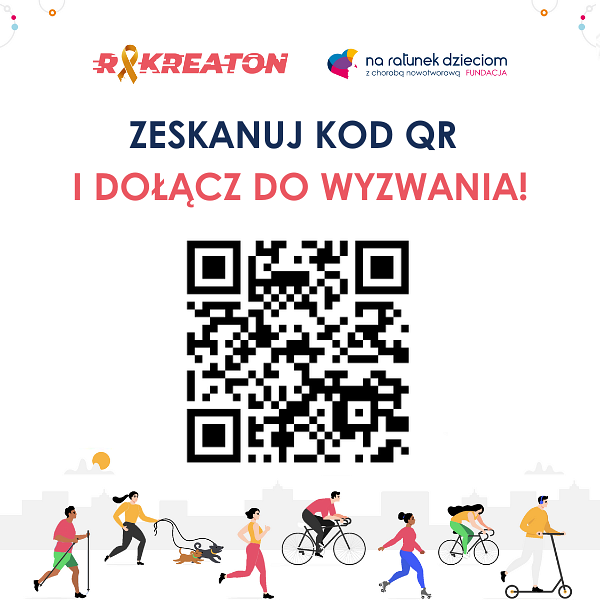 RAKREATON
na ratunek dzieciom
z chorobą nowotworową FUNDACJA
ZESKANUJ KOD QR
I DOŁĄCZ DO WYZWANIA!